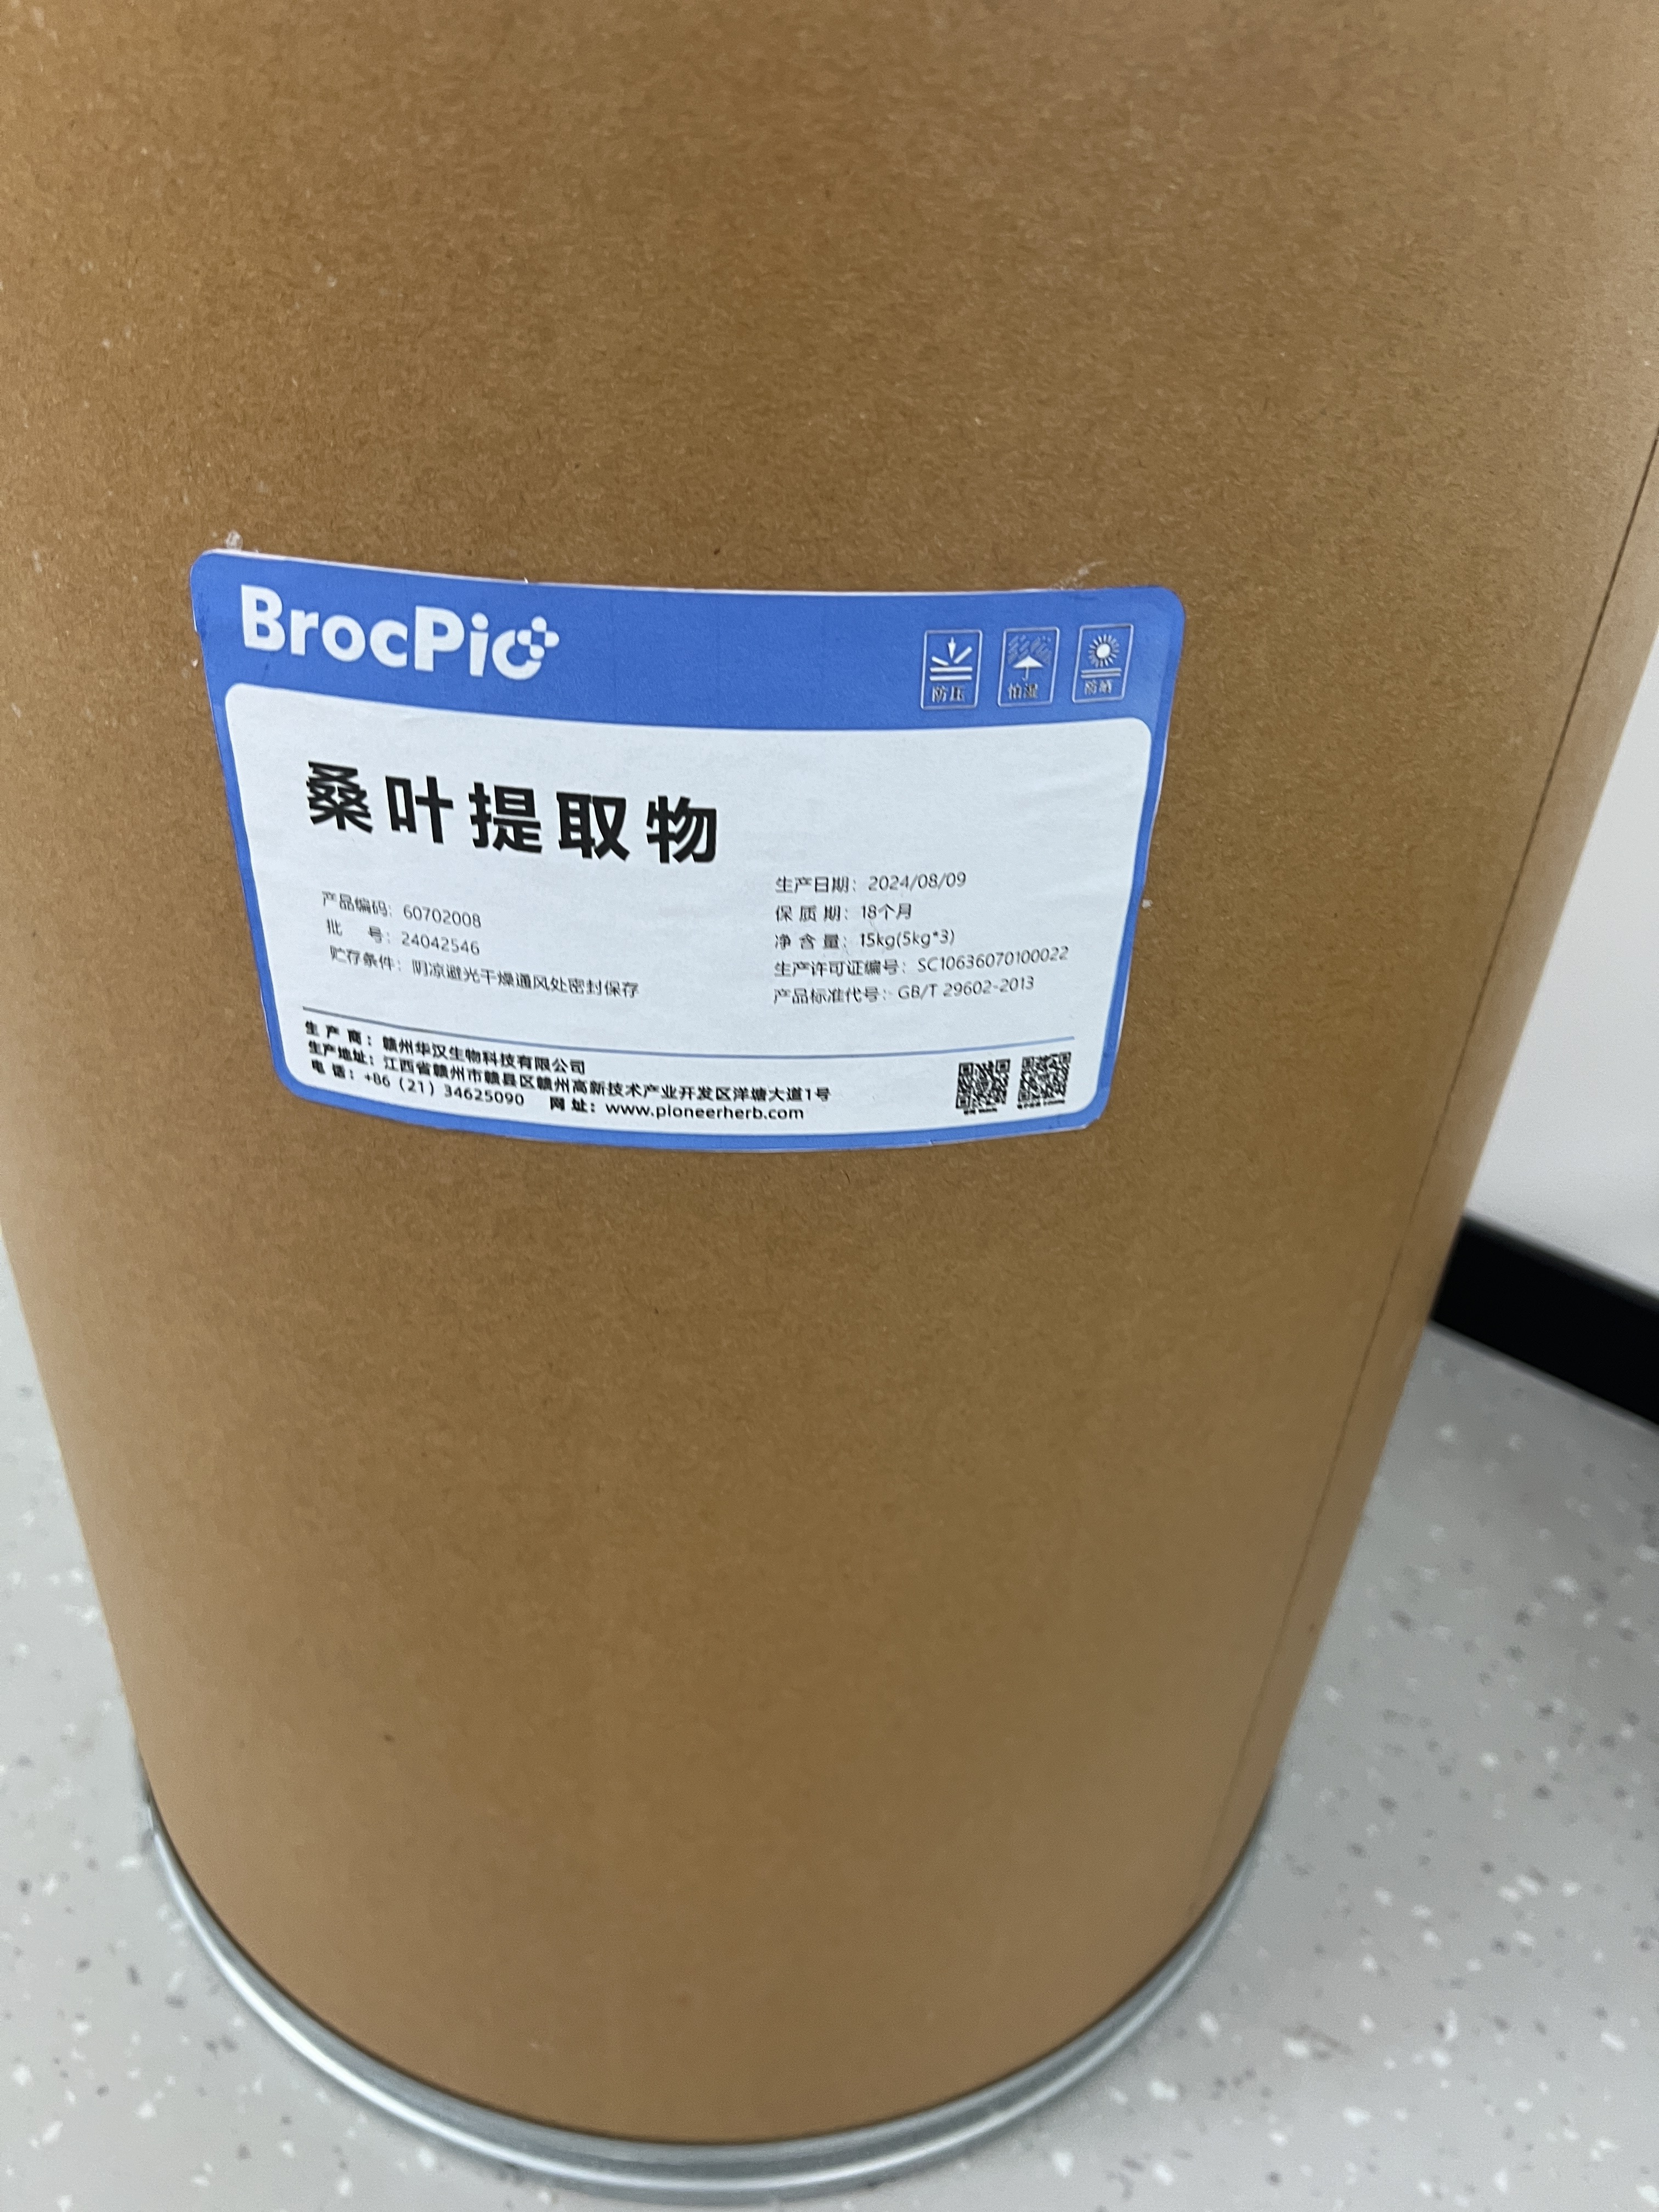 BrocPio
防压 怕湿 防晒
桑叶提取物
产品编码：60702008
批 号：24042546
贮存条件：阴凉避光干燥通风处密封保存
生产日期：2024/08/09
保 质 期：18个月
净 含 量：15kg(5kg*3)
生产许可证编号：SC10636070100022
产品标准代号：GB/T 29602-2013
生 产 商：赣州华汉生物科技有限公司
生产地址：江西省赣州市赣县区赣州高新技术产业开发区洋塘大道1号
电 话：+86（21）34625090 网 址：www.pioneerherb.com